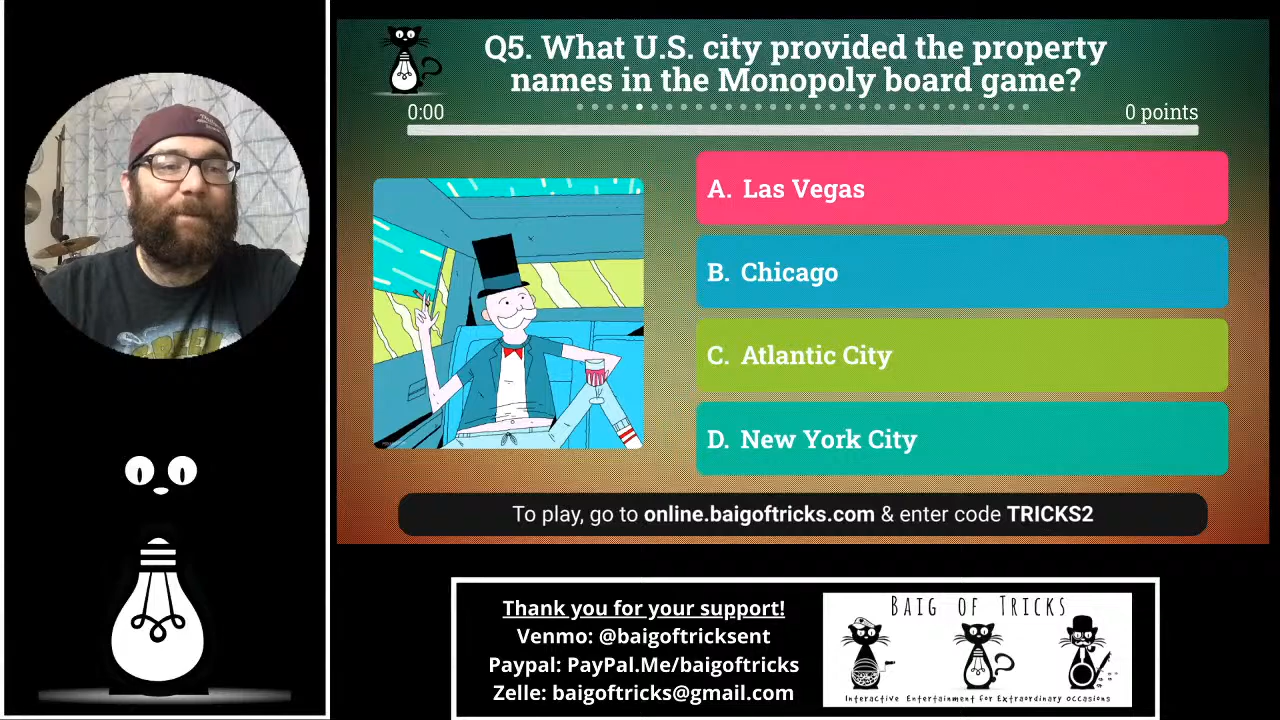 Q5. What U.S. city provided the property
names in the Monopoly board game?
0:00
0 points
A. Las Vegas
B. Chicago
C. Atlantic City
D. New York City
To play, go to online.baigoftricks.com & enter code TRICKS2
Thank you for your support!
Venmo: @baigoftricksent
Paypal: PayPal.Me/baigoftricks
Zelle: baigoftricks@gmail.com
BAIG OF TRICKS
Interactive Entertainment for Extraordinary occasions